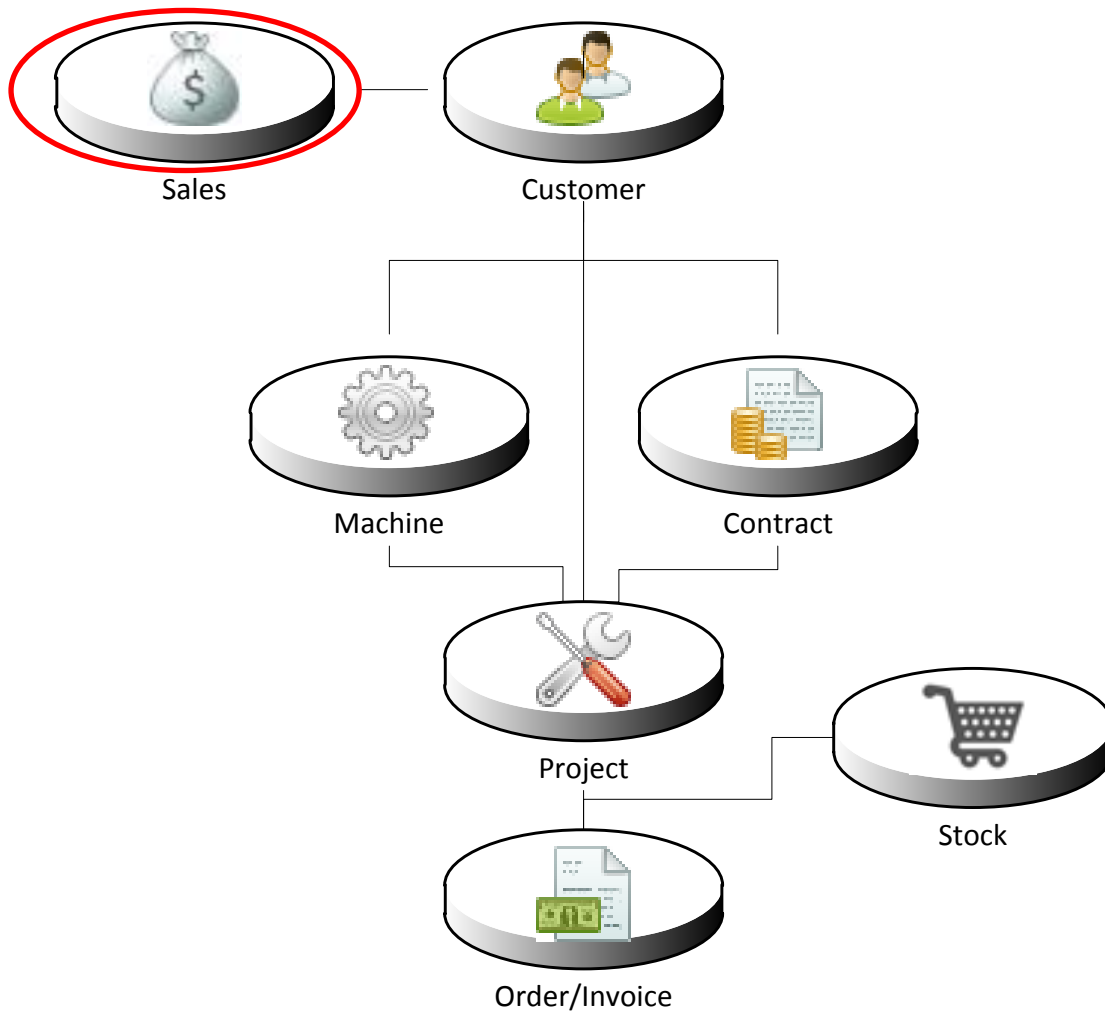 $
Sales
Customer
Machine
Contract
Project
Stock
Order/Invoice